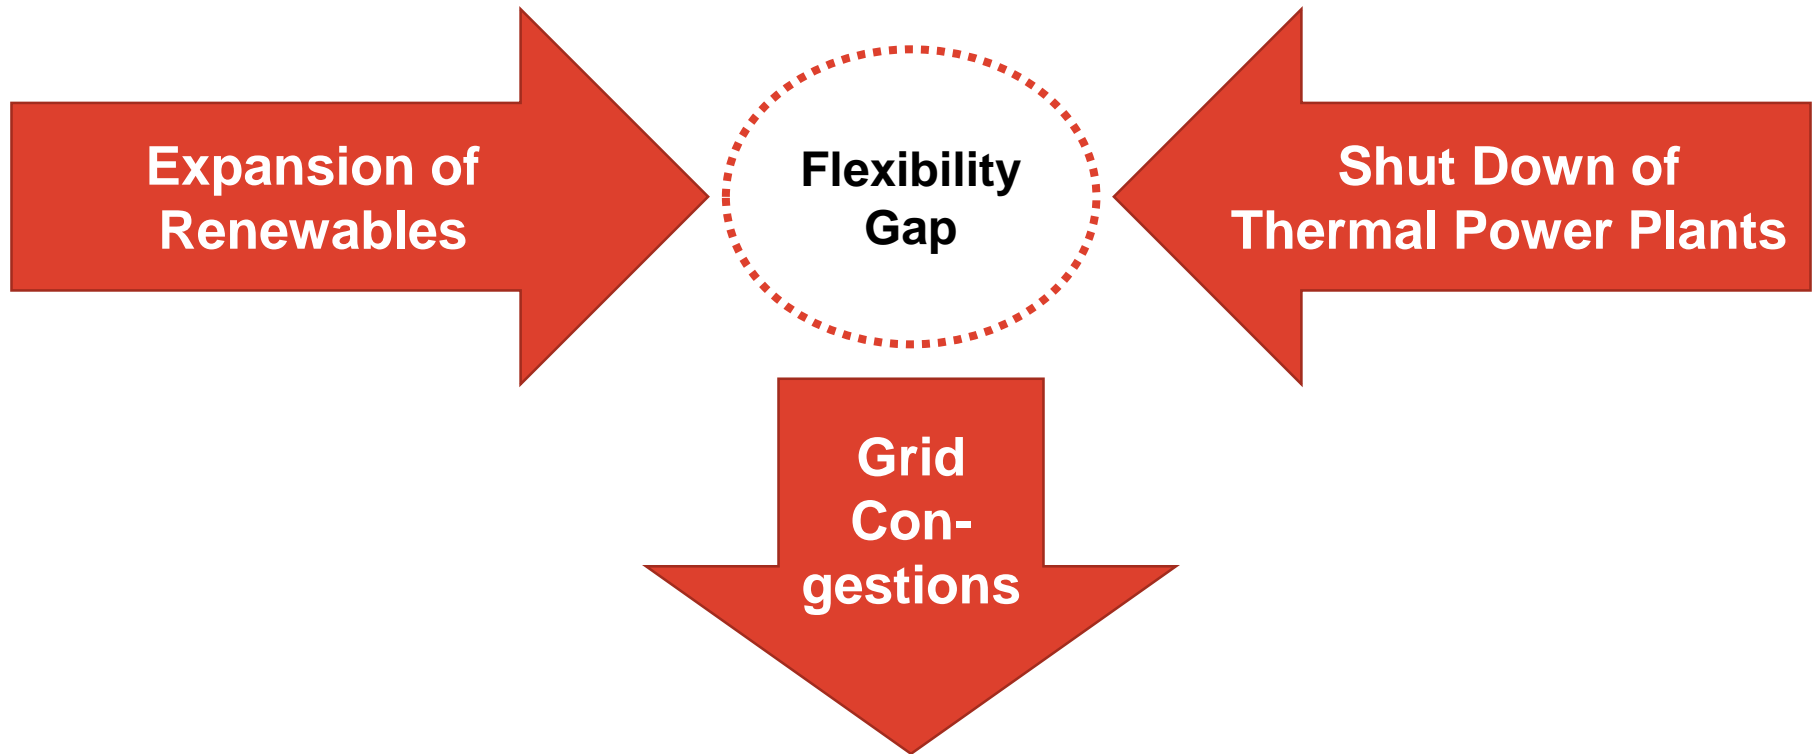 Expansion of
Renewables
Flexibility
Gap
Shut Down of
Thermal Power Plants
Grid
Con-
gestions